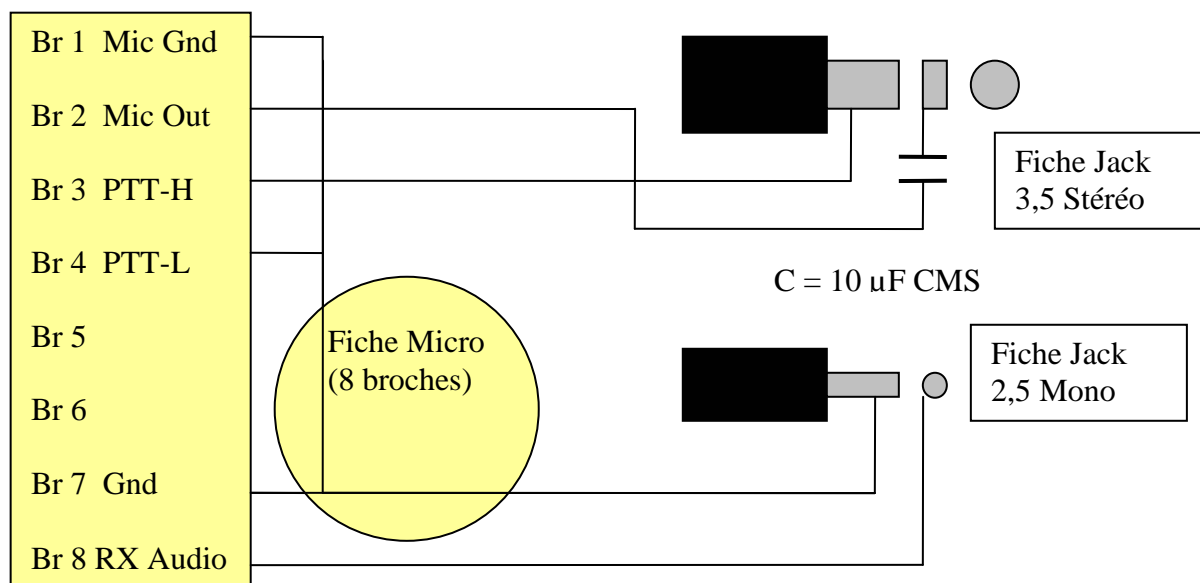 Br 1 Mic Gnd
Br 2 Mic Out
Br 3 PTT-H
Br 4 PTT-L
Br 5
Br 6
Br 7 Gnd
Br 8 RX Audio
Fiche Micro
(8 broches)
Fiche Jack
3,5 Stéréo
C = 10 µF CMS
Fiche Jack
2,5 Mono